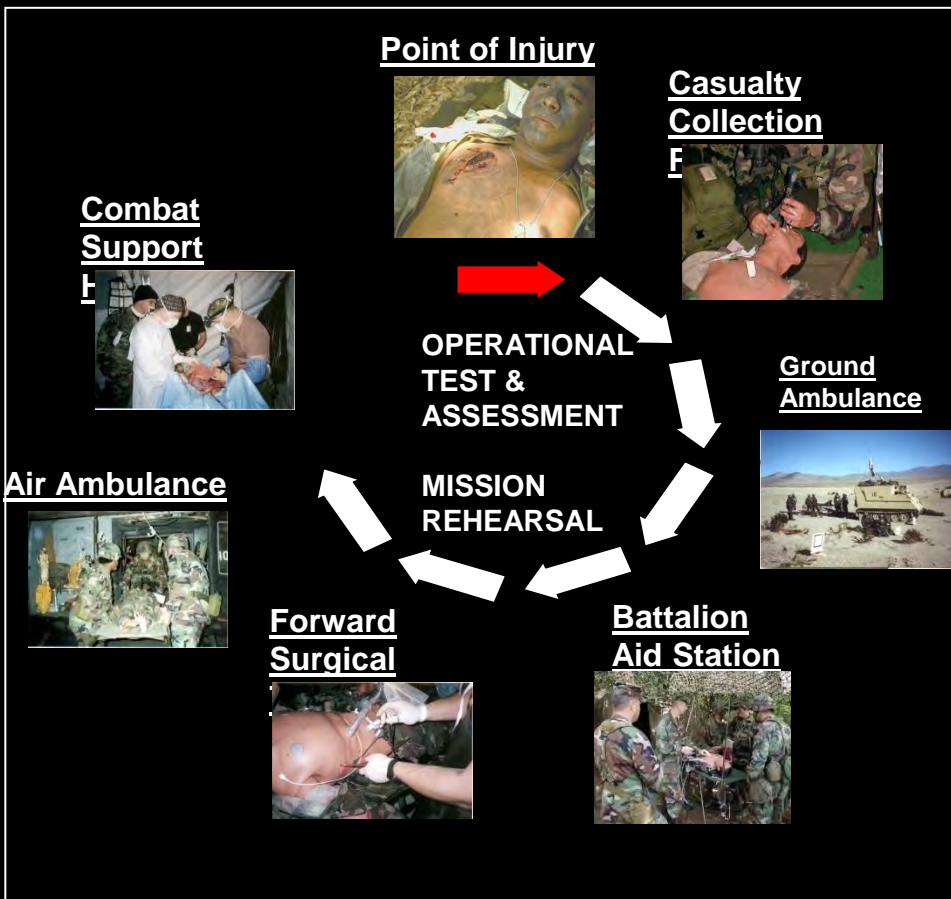 Point of Injury
Casualty
Collection
Ground
Ambulance
Battalion
Aid Station
Forward
Surgical
Air Ambulance
Combat
Support
OPERATIONAL
TEST &
ASSESSMENT
MISSION
REHEARSAL